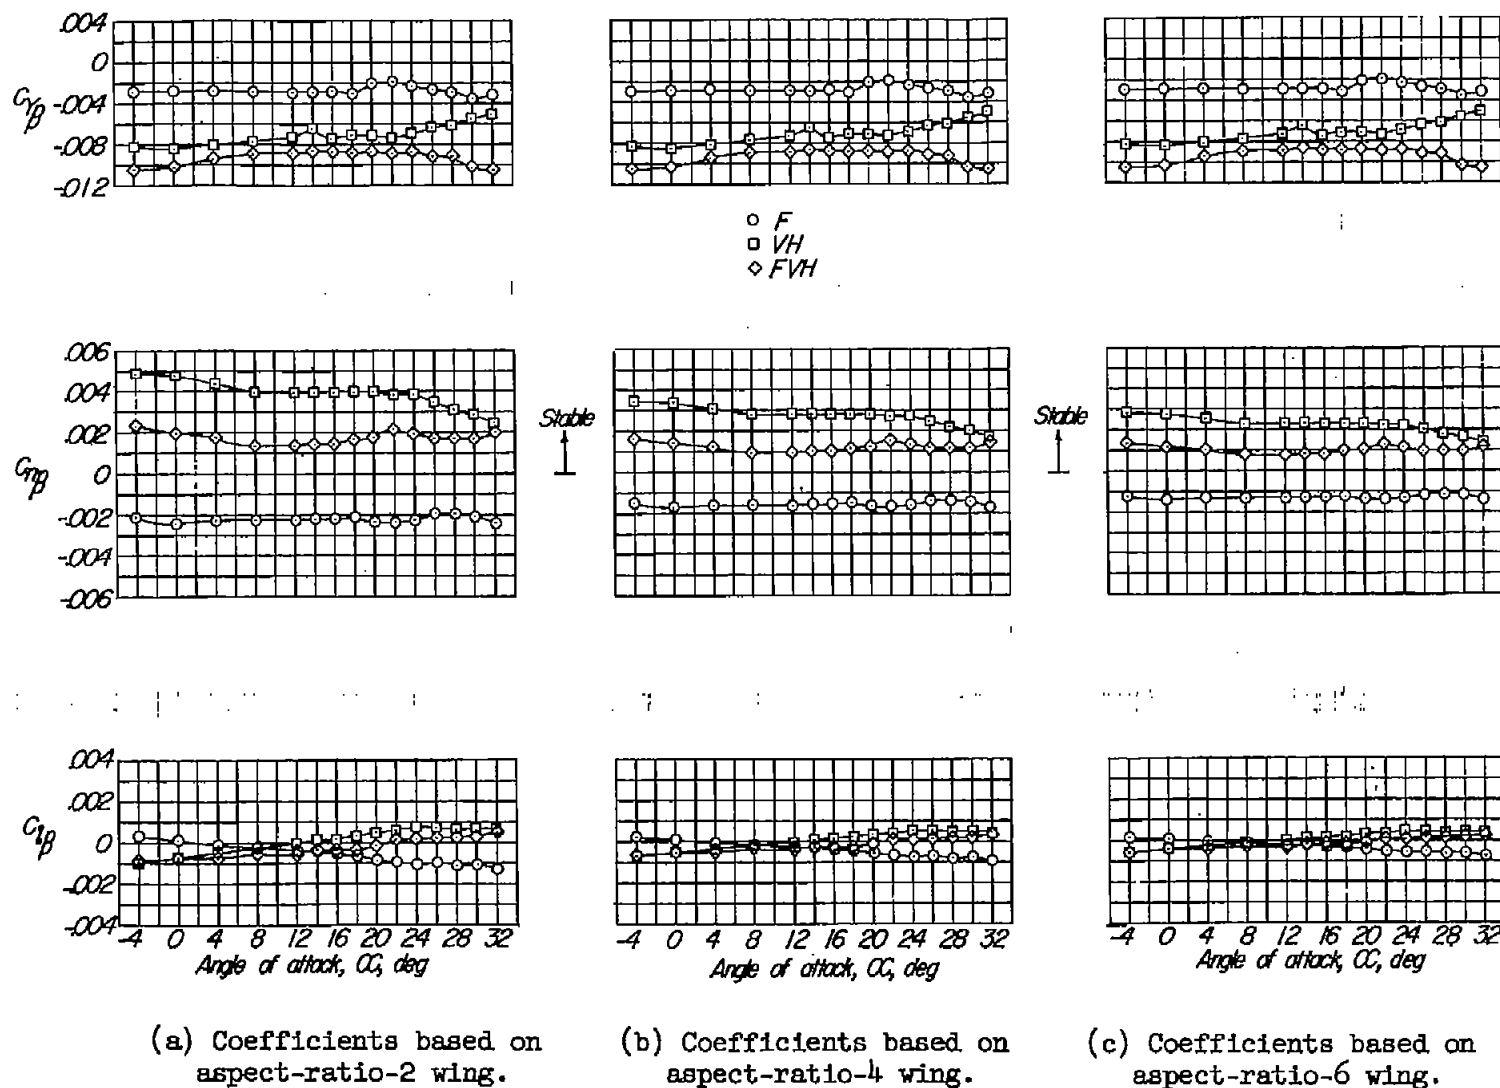 .004
0
-.004
-.008
-.012
CYβ
○ F
□ VH
◇ FVH
.006
.004
.002
0
-.002
-.004
-.006
Cnβ
Stable
Stable
.004
.002
0
-.002
-.004
Clβ
-4 0 4 8 12 16 20 24 28 32
-4 0 4 8 12 16 20 24 28 32
-4 0 4 8 12 16 20 24 28 32
Angle of attack, α, deg
Angle of attack, α, deg
Angle of attack, α, deg
(a) Coefficients based on
aspect-ratio-2 wing.
(b) Coefficients based on
aspect-ratio-4 wing.
(c) Coefficients based on
aspect-ratio-6 wing.